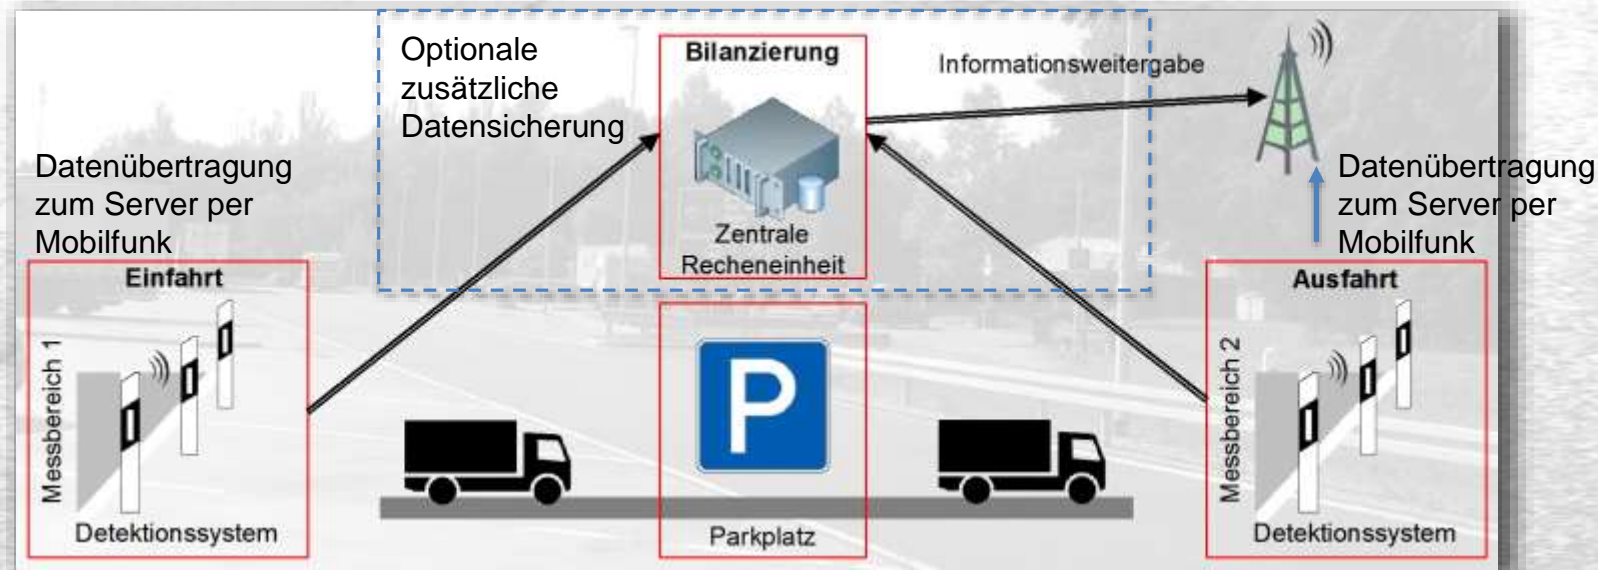 Optionale
zusätzliche
Datensicherung
Bilanzierung
Zentrale
Recheneinheit
Informationsweitergabe
Datenübertragung
zum Server per
Mobilfunk
Einfahrt
Messbereich 1
Detektionssystem
P
Parkplatz
Datenübertragung
zum Server per
Mobilfunk
Ausfahrt
Messbereich 2
Detektionssystem